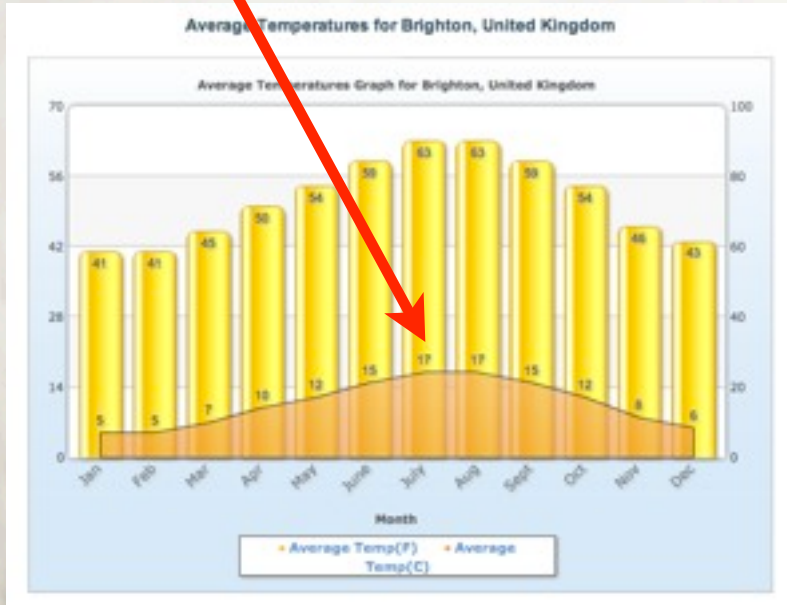 Average Temperatures for Brighton, United Kingdom
Average Temperatures Graph for Brighton, United Kingdom
70 100
56 80
42 60
28 40
14 20
0 0
41 41 45 50 54 59 63 63 59 54 46 43
5 5 7 10 12 15 17 17 15 12 8 6
Jan Feb Mar Apr May June July Aug Sept Oct Nov Dec
Month
Average Temp(F) Average
Temp(C)